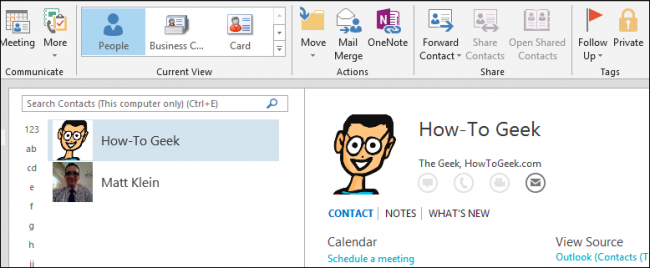 Meeting More People Business C... Card Move Mail Merge OneNote Forward Contact Share Contacts Open Shared Contacts Follow Up Private
Communicate Current View Actions Share Tags
Search Contacts (This computer only) (Ctrl+E)
123
ab
cd
e
f
g
h
ij
How-To Geek
Matt Klein
How-To Geek
The Geek, HowToGeek.com
CONTACT NOTES WHAT'S NEW
Calendar View Source
Schedule a meeting Outlook (Contacts (T